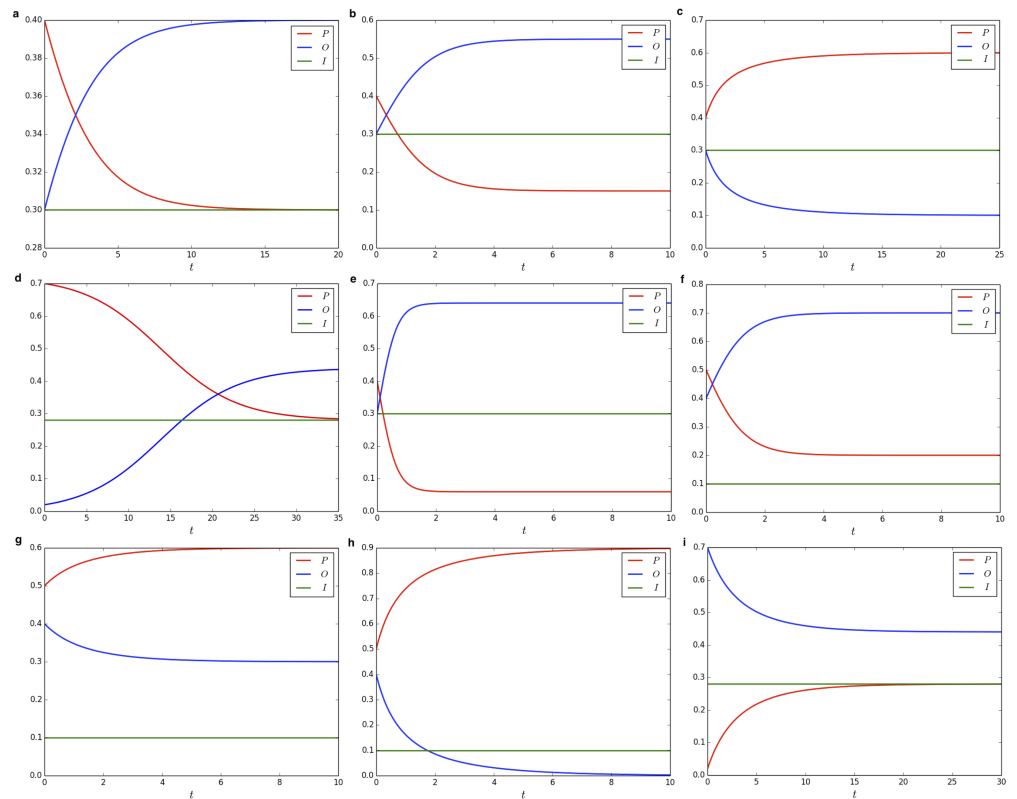 a
0.40
0.38
0.36
0.34
0.32
0.30
0.28
0 5 10 15 20
t
P
O
I
b
0.6
0.5
0.4
0.3
0.2
0.1
0.0
0 2 4 6 8 10
t
P
O
I
c
0.7
0.6
0.5
0.4
0.3
0.2
0.1
0.0
0 5 10 15 20 25
t
P
O
I
d
0.7
0.6
0.5
0.4
0.3
0.2
0.1
0.0
0 5 10 15 20 25 30 35
t
P
O
I
e
0.7
0.6
0.5
0.4
0.3
0.2
0.1
0.0
0 2 4 6 8 10
t
P
O
I
f
0.8
0.7
0.6
0.5
0.4
0.3
0.2
0.1
0.0
0 2 4 6 8 10
t
P
O
I
g
0.6
0.5
0.4
0.3
0.2
0.1
0.0
0 2 4 6 8 10
t
P
O
I
h
0.9
0.8
0.7
0.6
0.5
0.4
0.3
0.2
0.1
0.0
0 2 4 6 8 10
t
P
O
I
i
0.7
0.6
0.5
0.4
0.3
0.2
0.1
0.0
0 5 10 15 20 25 30
t
P
O
I